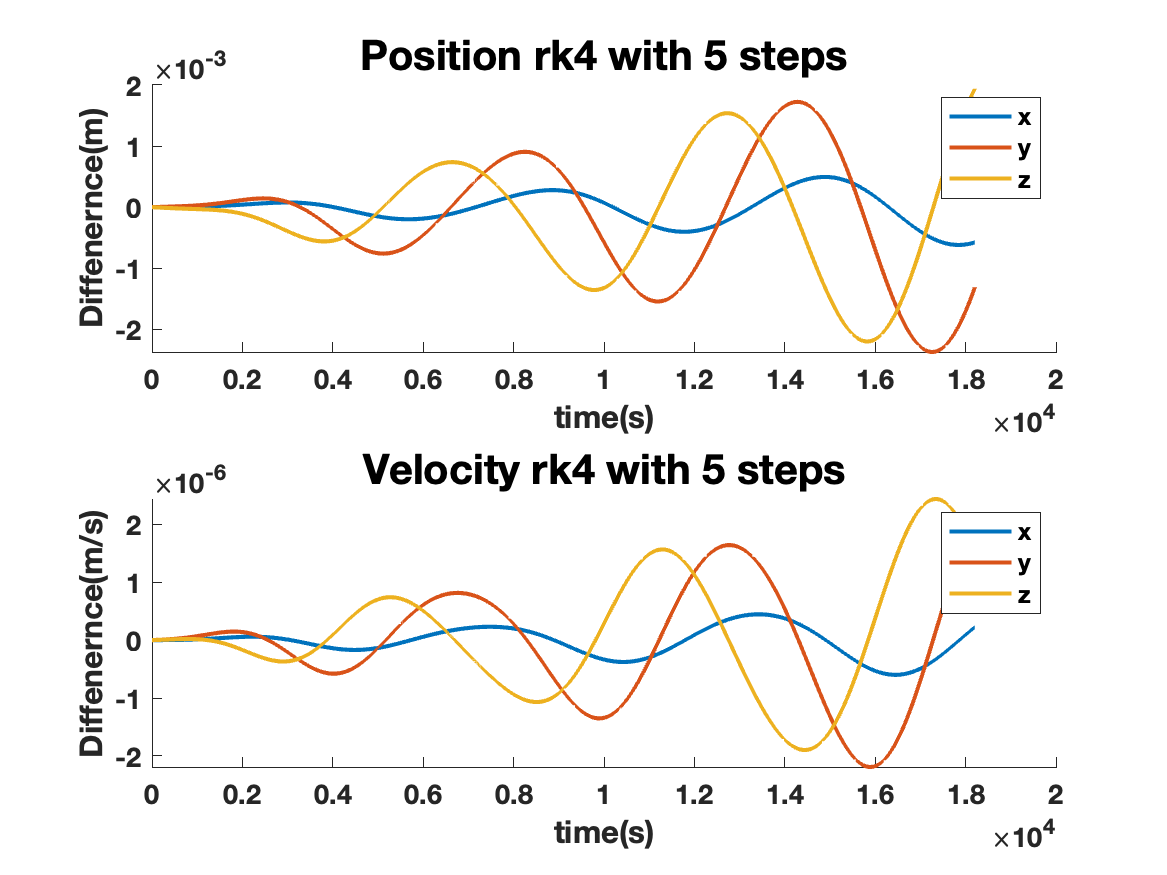 Position rk4 with 5 steps
×10⁻³
Diffenernce(m)
2
1
0
-1
-2
x
y
z
0 0.2 0.4 0.6 0.8 1 1.2 1.4 1.6 1.8 2
time(s)
×10⁴
Velocity rk4 with 5 steps
×10⁻⁶
Diffenernce(m/s)
2
1
0
-1
-2
x
y
z
0 0.2 0.4 0.6 0.8 1 1.2 1.4 1.6 1.8 2
time(s)
×10⁴